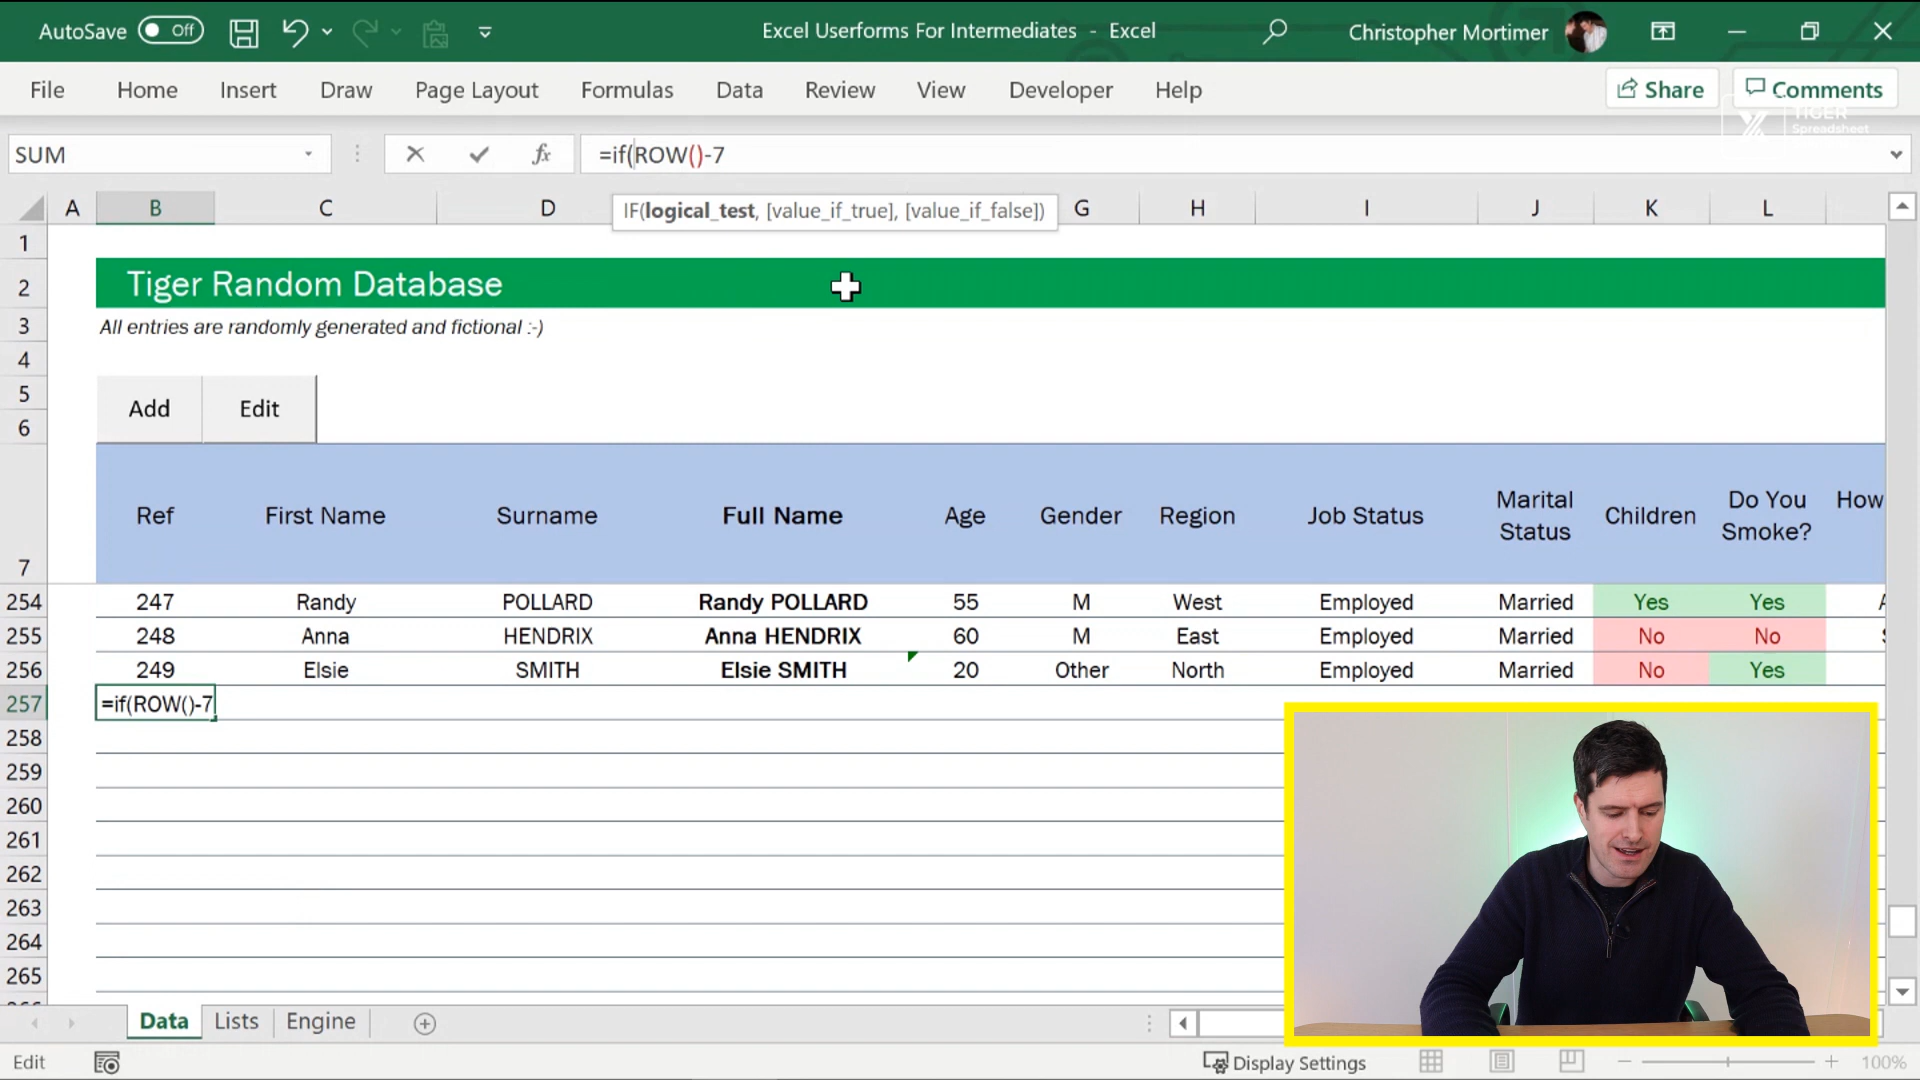 AutoSave Off Excel Userforms For Intermediates - Excel Christopher Mortimer
File Home Insert Draw Page Layout Formulas Data Review View Developer Help Share Comments
TIGER
Spreadsheet
SUM fx =if(ROW()-7
IF(logical_test, [value_if_true], [value_if_false])
A B C D G H I J K L
1
2 Tiger Random Database
3 All entries are randomly generated and fictional :-)
4
5
Add Edit
6
7 Ref First Name Surname Full Name Age Gender Region Job Status Marital Status Children Do You Smoke? How
254 247 Randy POLLARD Randy POLLARD 55 M West Employed Married Yes Yes
255 248 Anna HENDRIX Anna HENDRIX 60 M East Employed Married No No
256 249 Elsie SMITH Elsie SMITH 20 Other North Employed Married No Yes
257 =if(ROW()-7
258
259
260
261
262
263
264
265
Data Lists Engine
Edit Display Settings 100%